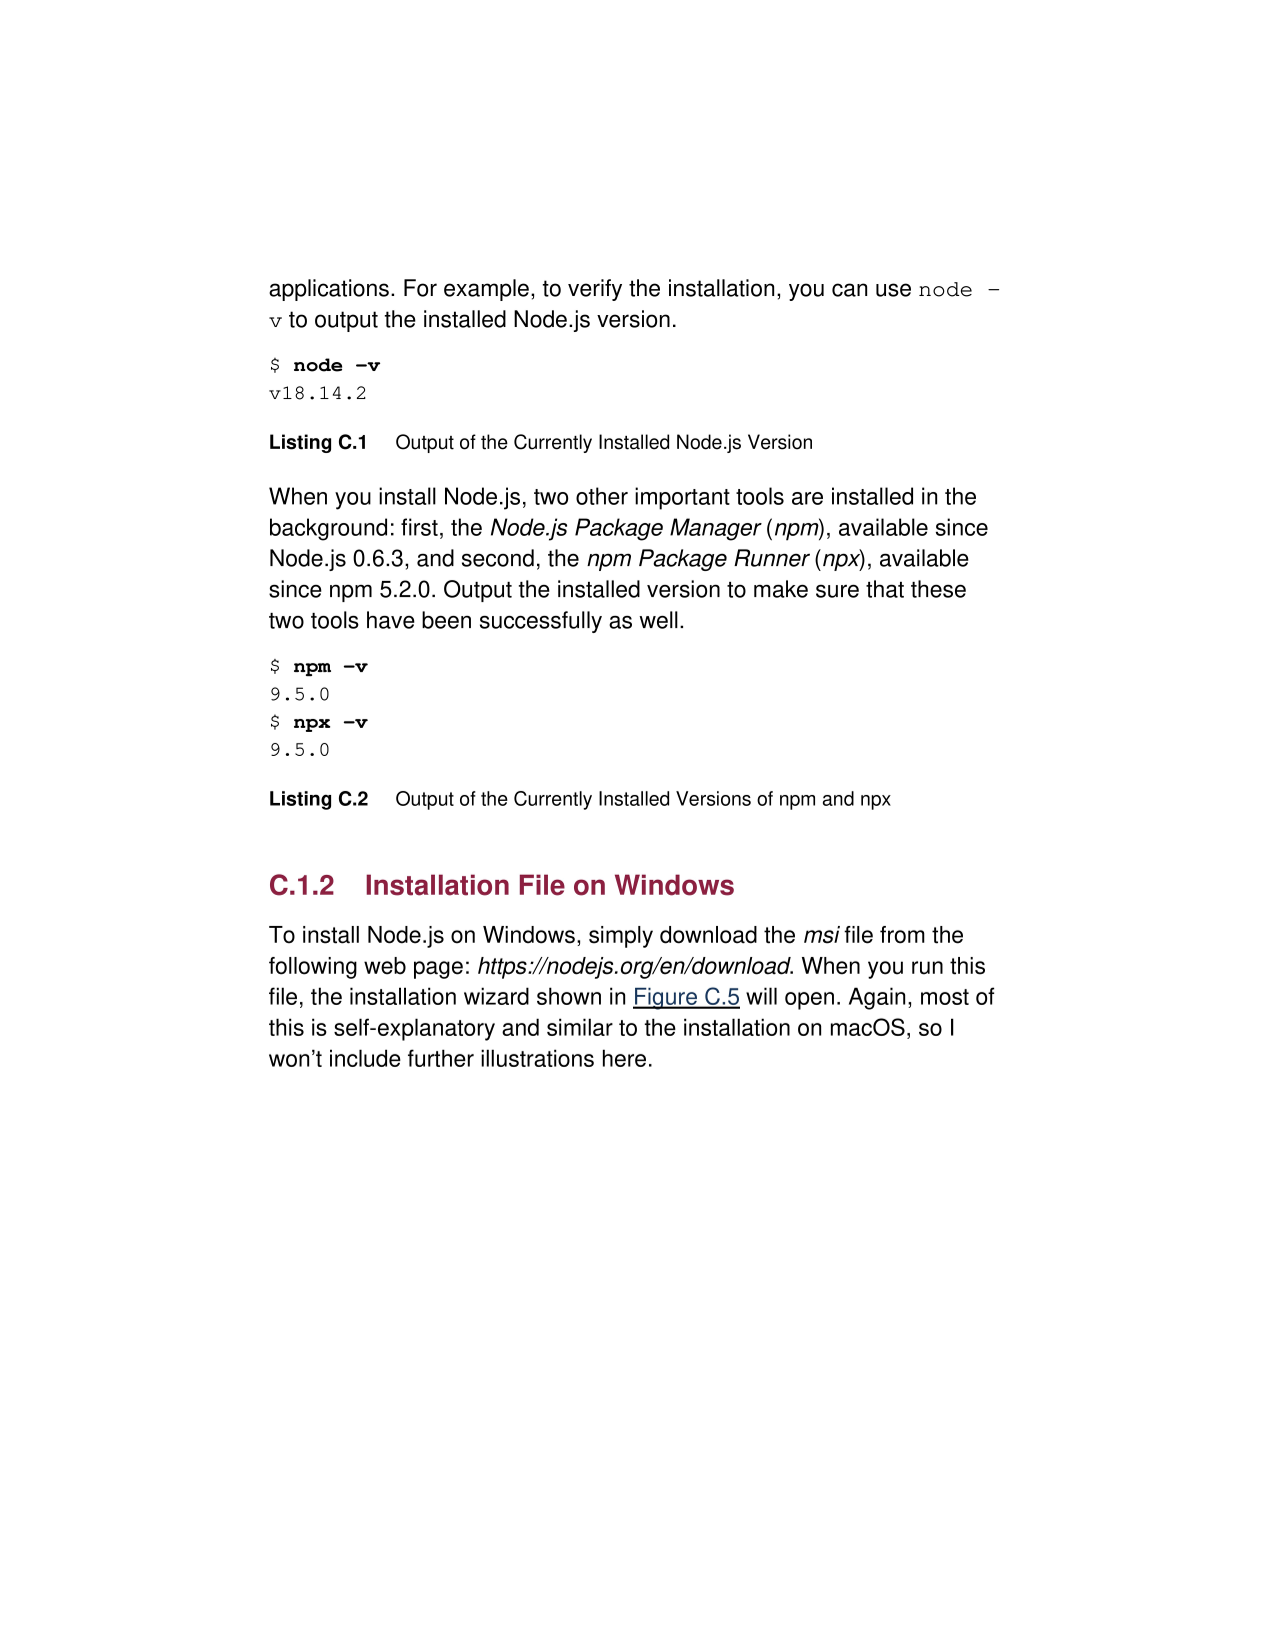 applications. For example, to verify the installation, you can use node –
v to output the installed Node.js version.
$ node –v
v18.14.2
Listing C.1 Output of the Currently Installed Node.js Version
When you install Node.js, two other important tools are installed in the
background: first, the Node.js Package Manager (npm), available since
Node.js 0.6.3, and second, the npm Package Runner (npx), available
since npm 5.2.0. Output the installed version to make sure that these
two tools have been successfully as well.
$ npm –v
9.5.0
$ npx –v
9.5.0
Listing C.2 Output of the Currently Installed Versions of npm and npx
C.1.2 Installation File on Windows
To install Node.js on Windows, simply download the msi file from the
following web page: https://nodejs.org/en/download. When you run this
file, the installation wizard shown in Figure C.5 will open. Again, most of
this is self-explanatory and similar to the installation on macOS, so I
won’t include further illustrations here.